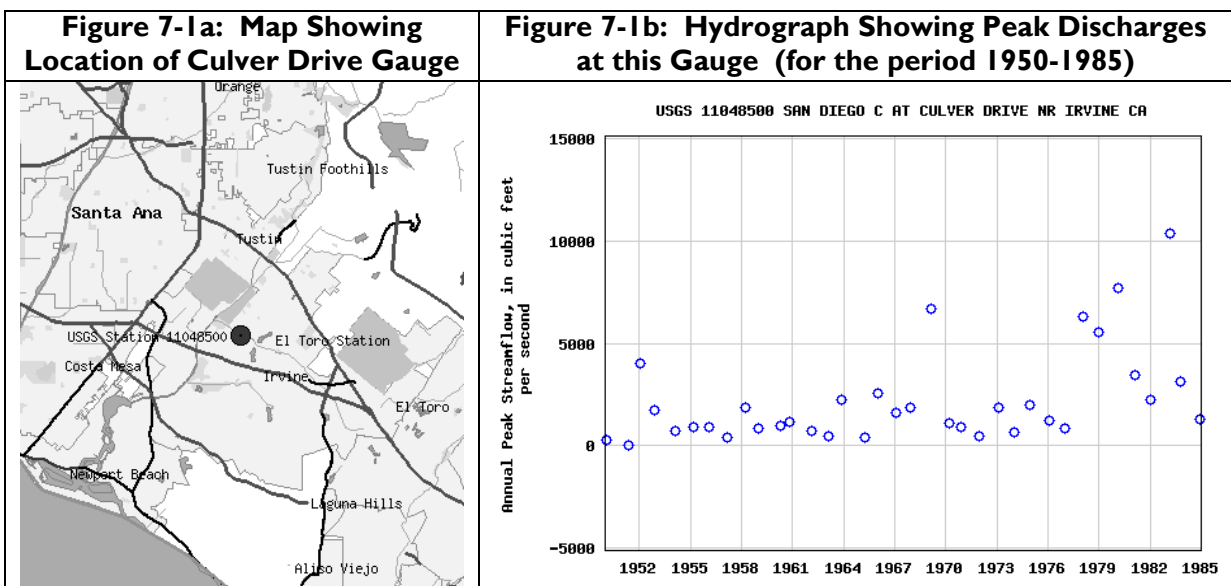 Figure 7-1a: Map Showing
Location of Culver Drive Gauge
Figure 7-1b: Hydrograph Showing Peak Discharges
at this Gauge (for the period 1950-1985)
Orange
Tustin Foothills
Santa Ana
Tustin
USGS Station 11048500
El Toro Station
Costa Mesa
Irvine
El Toro
Newport Beach
Laguna Hills
Aliso Viejo
USGS 11048500 SAN DIEGO C AT CULVER DRIVE NR IRVINE CA
Annual Peak Streamflow, in cubic feet
per second
15000
10000
5000
0
-5000
1952 1955 1958 1961 1964 1967 1970 1973 1976 1979 1982 1985